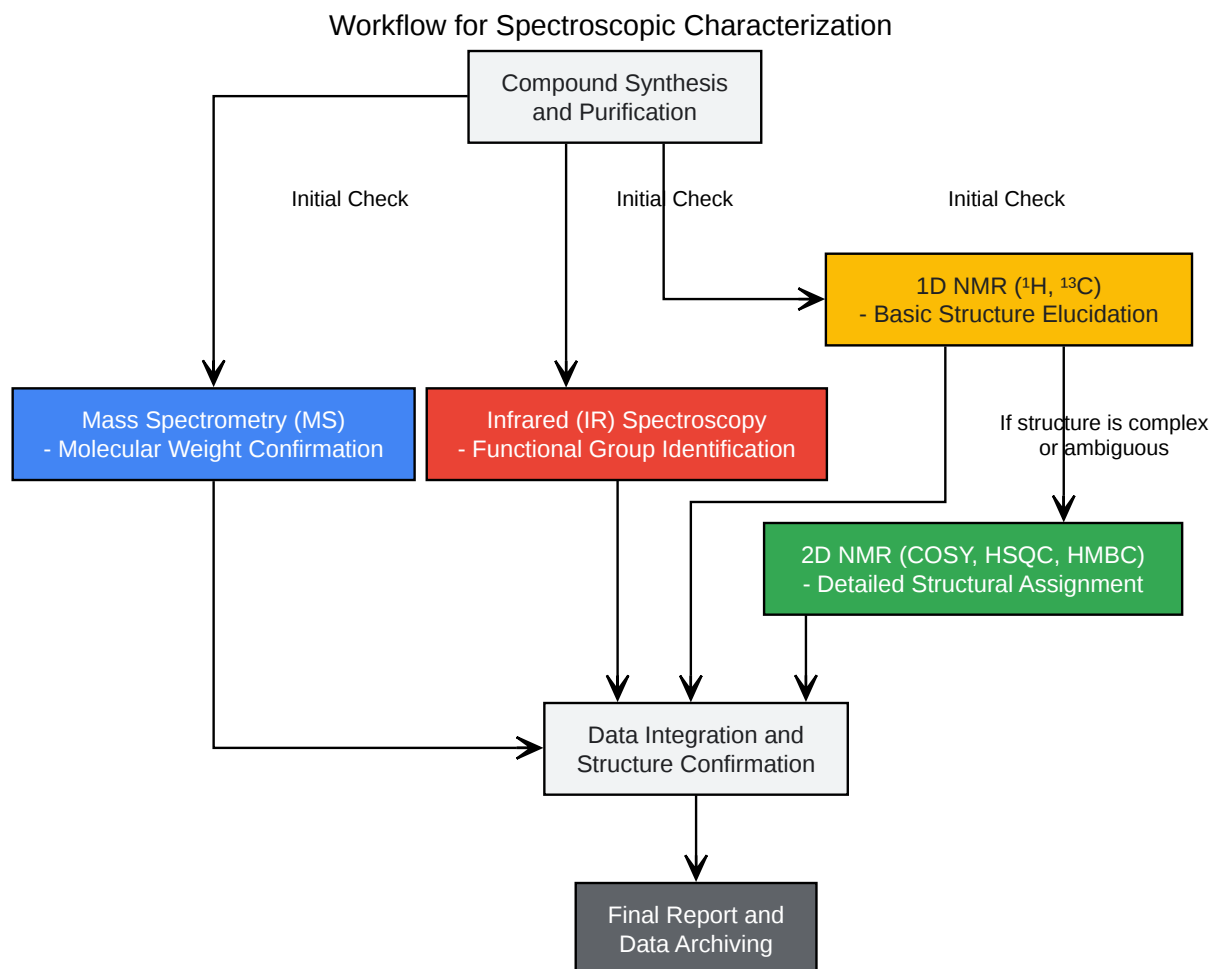 Workflow for Spectroscopic Characterization
Compound Synthesis
and Purification
Initial Check
Initial Check
Initial Check
1D NMR (¹H, ¹³C)
- Basic Structure Elucidation
Mass Spectrometry (MS)
- Molecular Weight Confirmation
Infrared (IR) Spectroscopy
- Functional Group Identification
If structure is complex
or ambiguous
2D NMR (COSY, HSQC, HMBC)
- Detailed Structural Assignment
Data Integration and
Structure Confirmation
Final Report and
Data Archiving